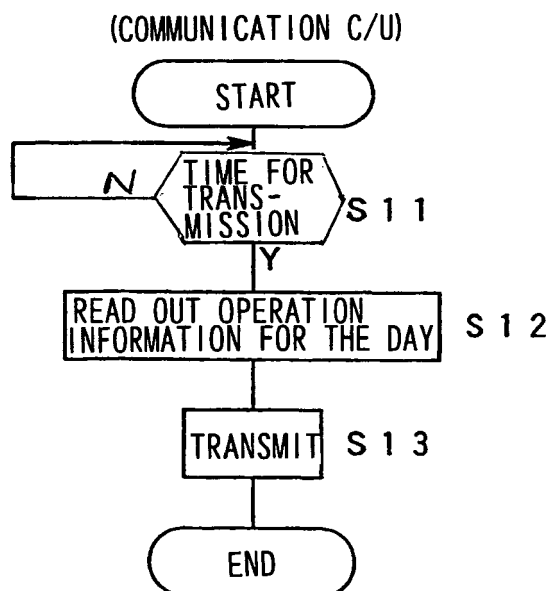 (COMMUNICATION C/U)
START
N
TIME FOR
TRANS-
MISSION
S11
Y
READ OUT OPERATION
INFORMATION FOR THE DAY
S12
TRANSMIT
S13
END